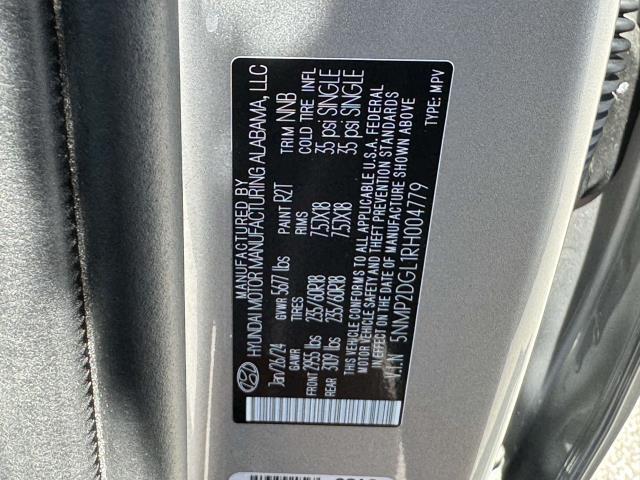 MANUFACTURED BY
HYUNDAI MOTOR MANUFACTURING ALABAMA, LLC
Jan/26/24 GVWR 5677 lbs PAINT R2T TRIM NNB
GAWR TIRES RIMS COLD TIRE INFL
FRONT 2955 lbs 235/60R18 7.5JX18 35 psi SINGLE
REAR 3109 lbs 235/60R18 7.5JX18 35 psi SINGLE
THIS VEHICLE CONFORMS TO ALL APPLICABLE U.S.A. FEDERAL
MOTOR VEHICLE SAFETY AND THEFT PREVENTION STANDARDS
IN EFFECT ON THE DATE OF MANUFACTURE SHOWN ABOVE
VIN 5NMP2DGL1RH004779 TYPE: MPV